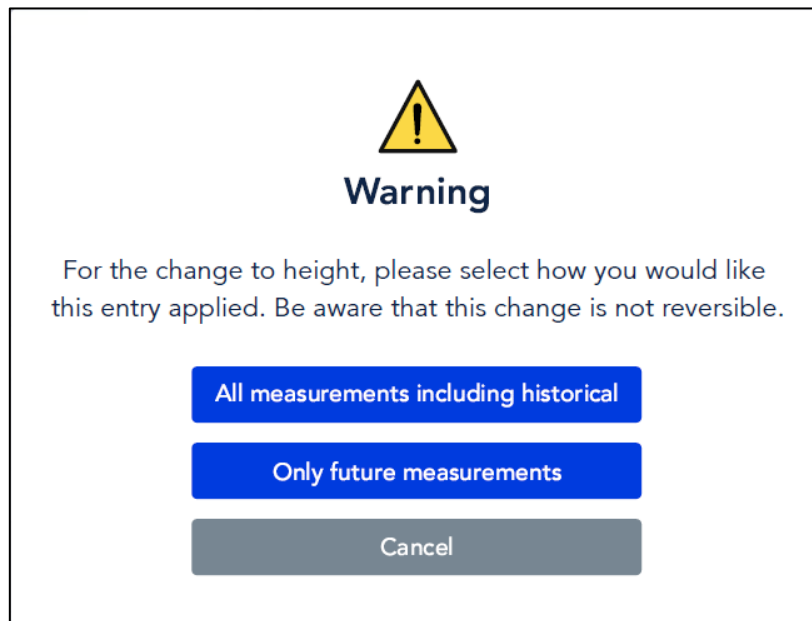 Warning
For the change to height, please select how you would like
this entry applied. Be aware that this change is not reversible.
All measurements including historical
Only future measurements
Cancel